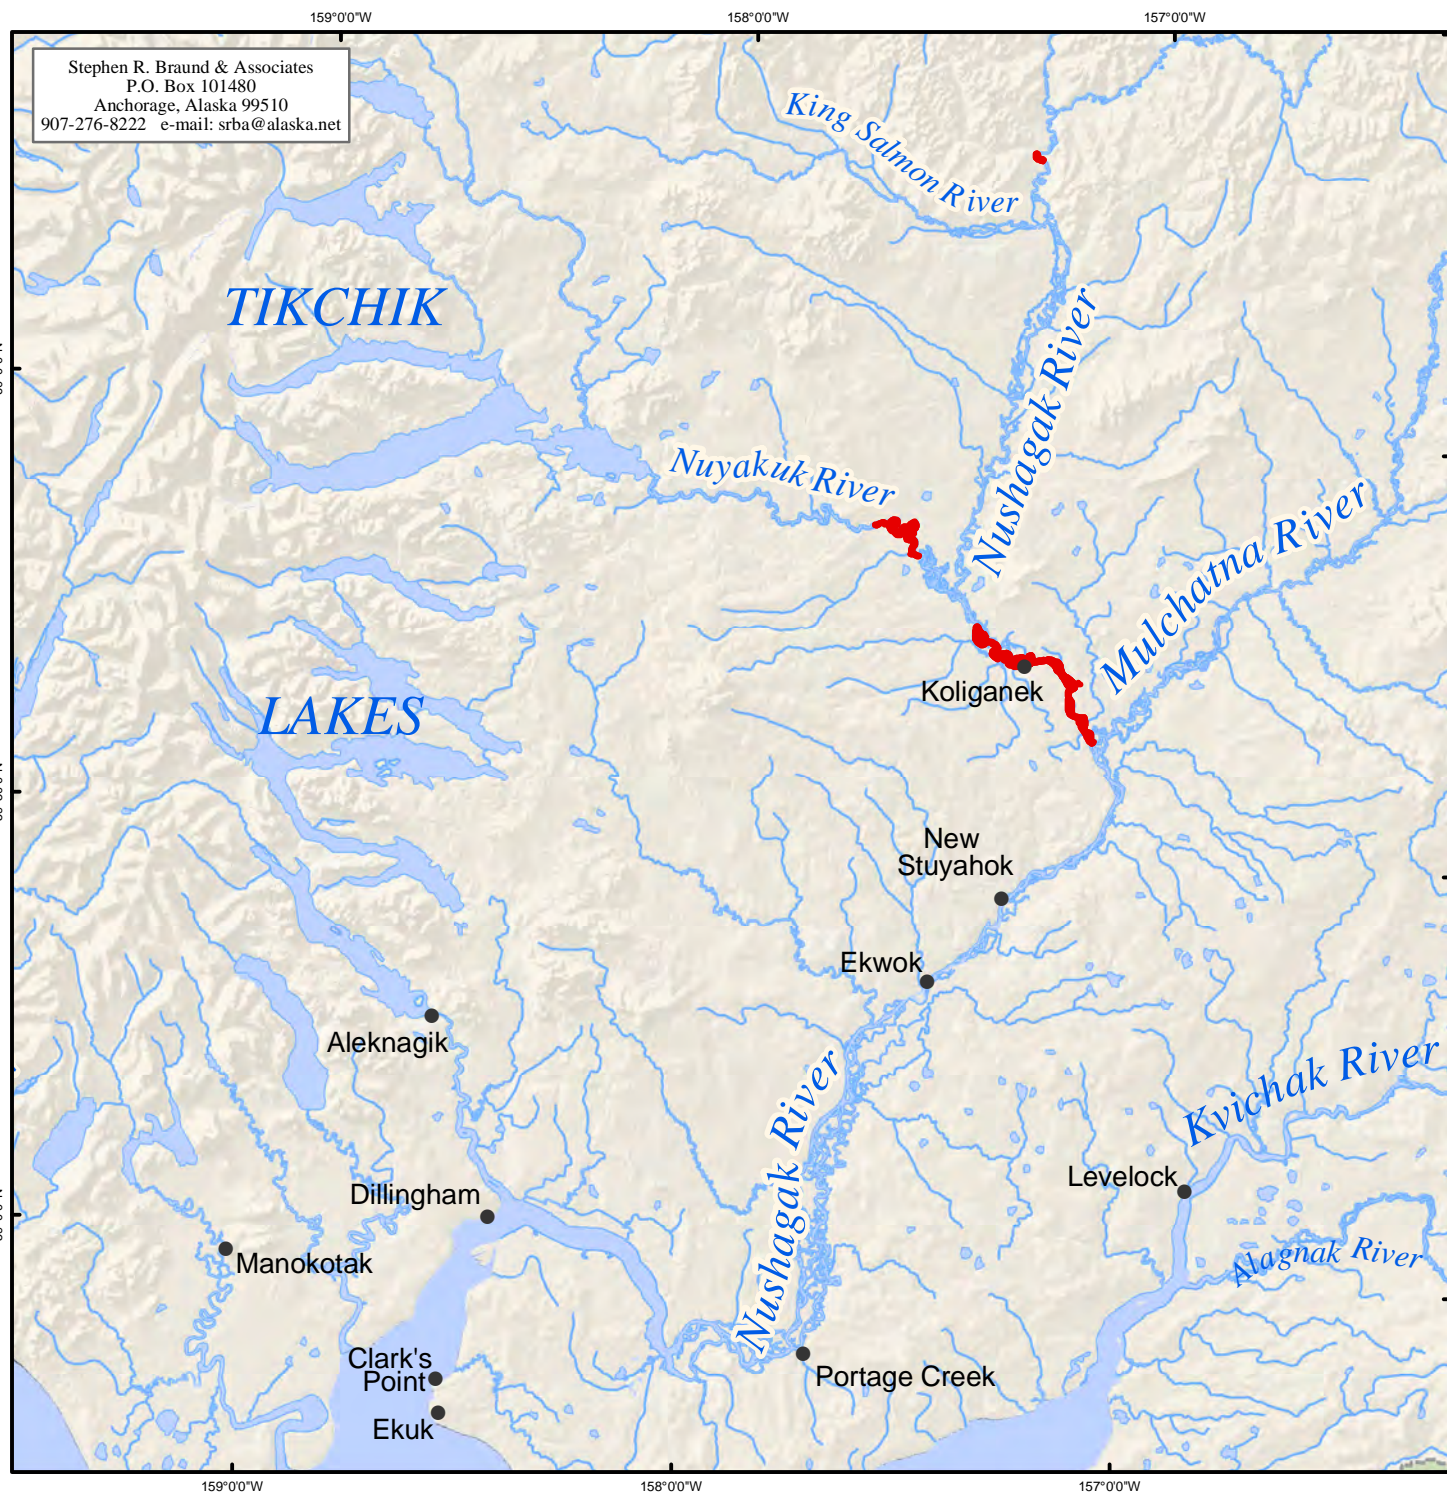 159°0'0"W
158°0'0"W
157°0'0"W
Stephen R. Braund & Associates
P.O. Box 101480
Anchorage, Alaska 99510
907-276-8222 e-mail: srba@alaska.net
King Salmon River
TIKCHIK
Nushagak River
Nuyakuk River
Mulchatna River
Koliganek
LAKES
New
Stuyahok
Ekwok
Aleknagik
Nushagak River
Kvichak River
Levelock
Dillingham
Manokotak
Alagnak River
Clark's
Point
Portage Creek
Ekuk
159°0'0"W
158°0'0"W
157°0'0"W